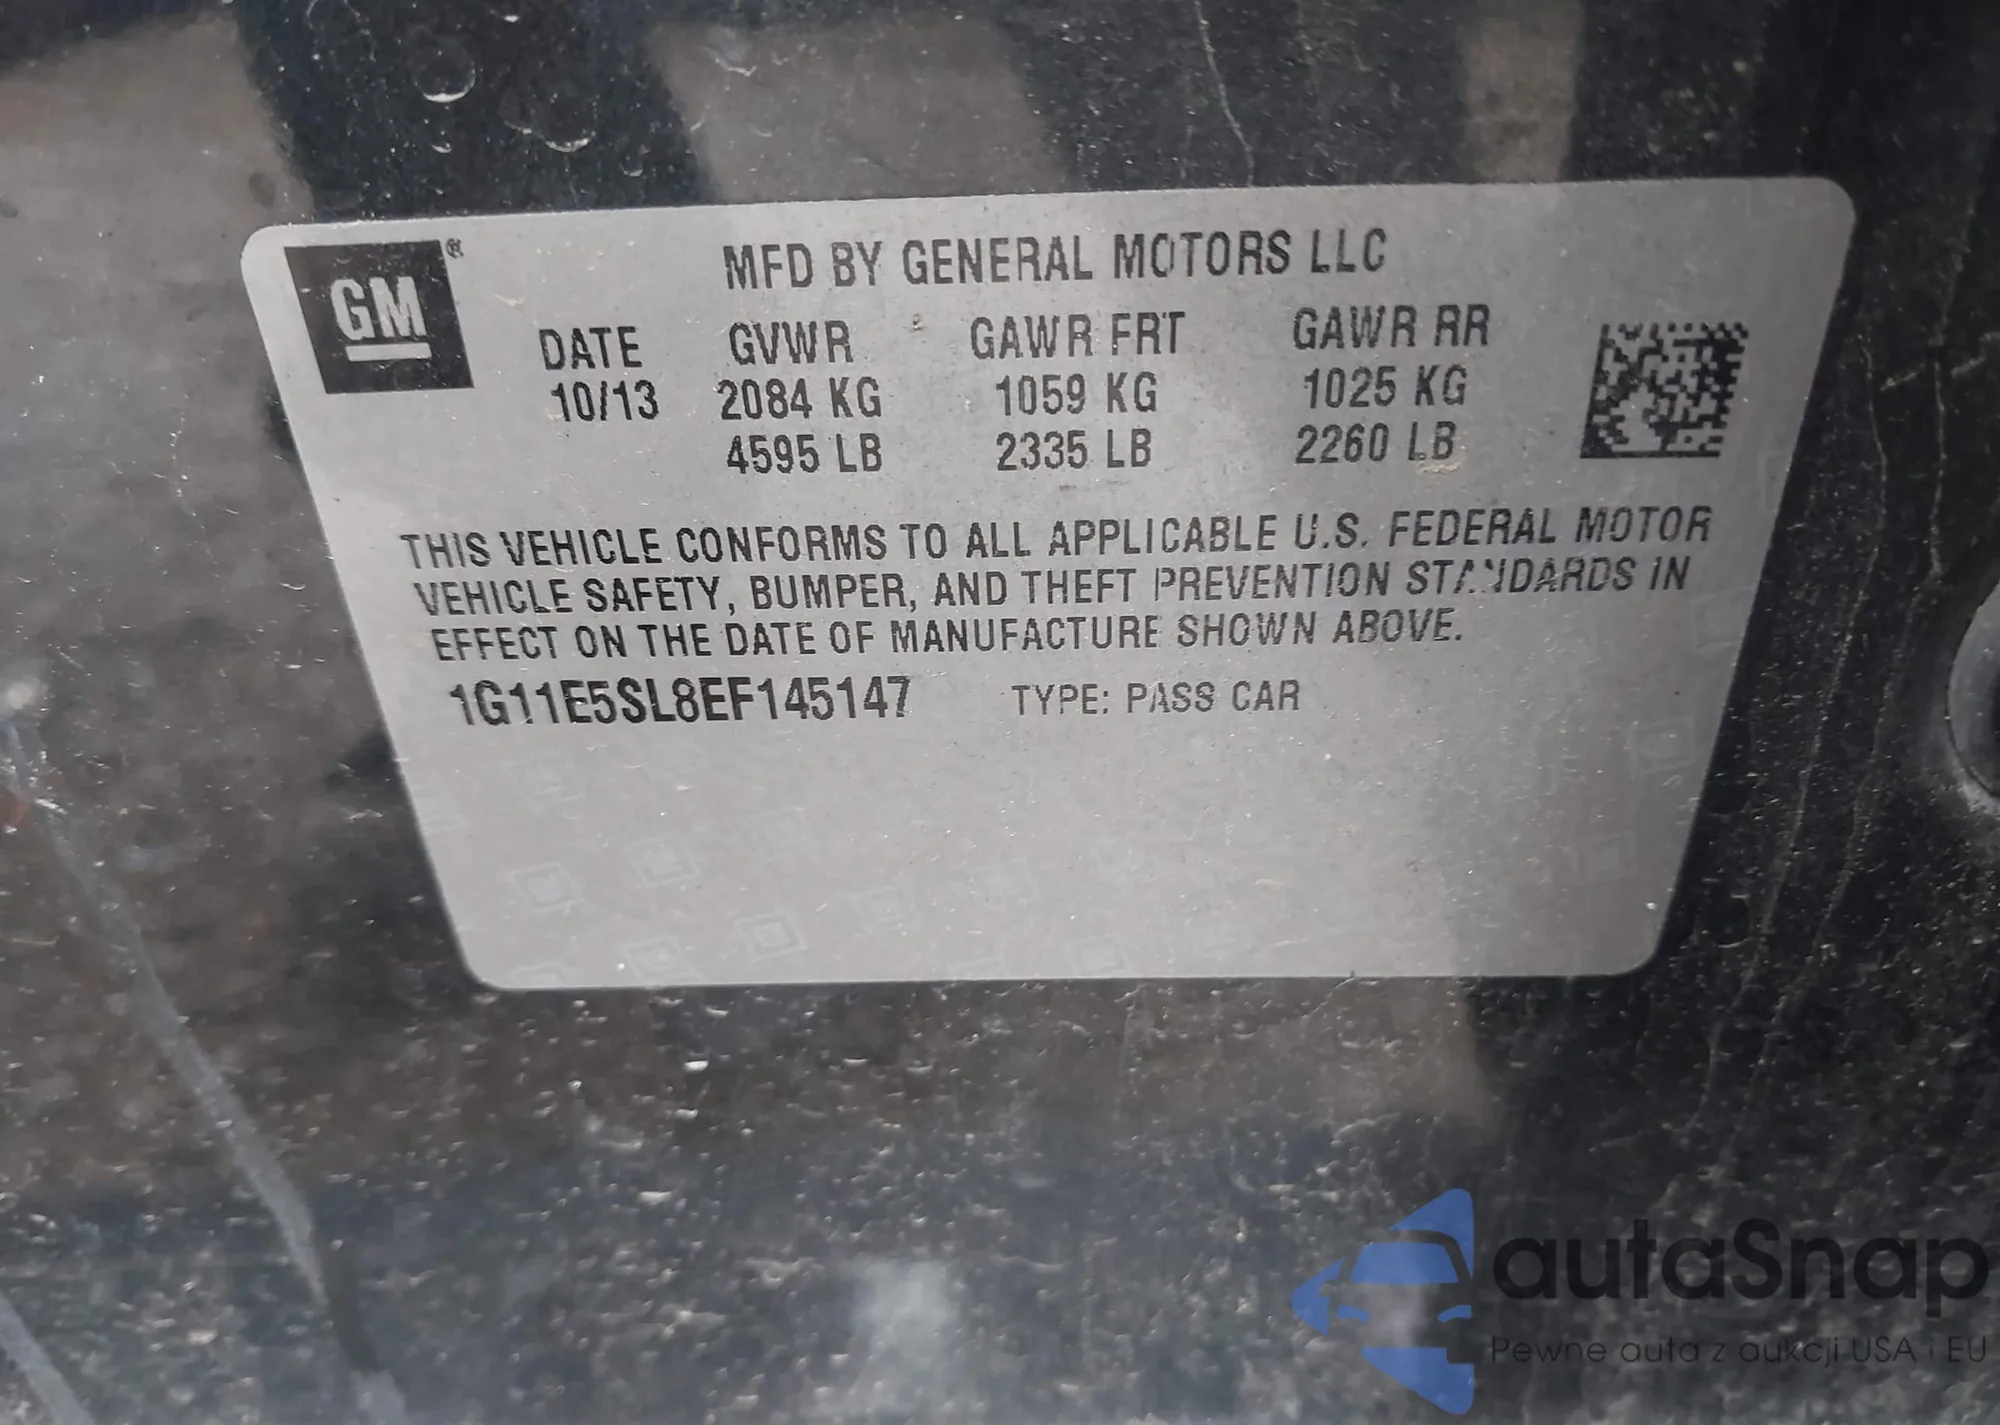 GM®
MFD BY GENERAL MOTORS LLC
DATE GVWR GAWR FRT GAWR RR
10/13 2084 KG 1059 KG 1025 KG
4595 LB 2335 LB 2260 LB
THIS VEHICLE CONFORMS TO ALL APPLICABLE U.S. FEDERAL MOTOR
VEHICLE SAFETY, BUMPER, AND THEFT PREVENTION STANDARDS IN
EFFECT ON THE DATE OF MANUFACTURE SHOWN ABOVE.
1G11E5SL8EF145147 TYPE: PASS CAR
autaSnap
Pewne auta z aukcji USA i EU